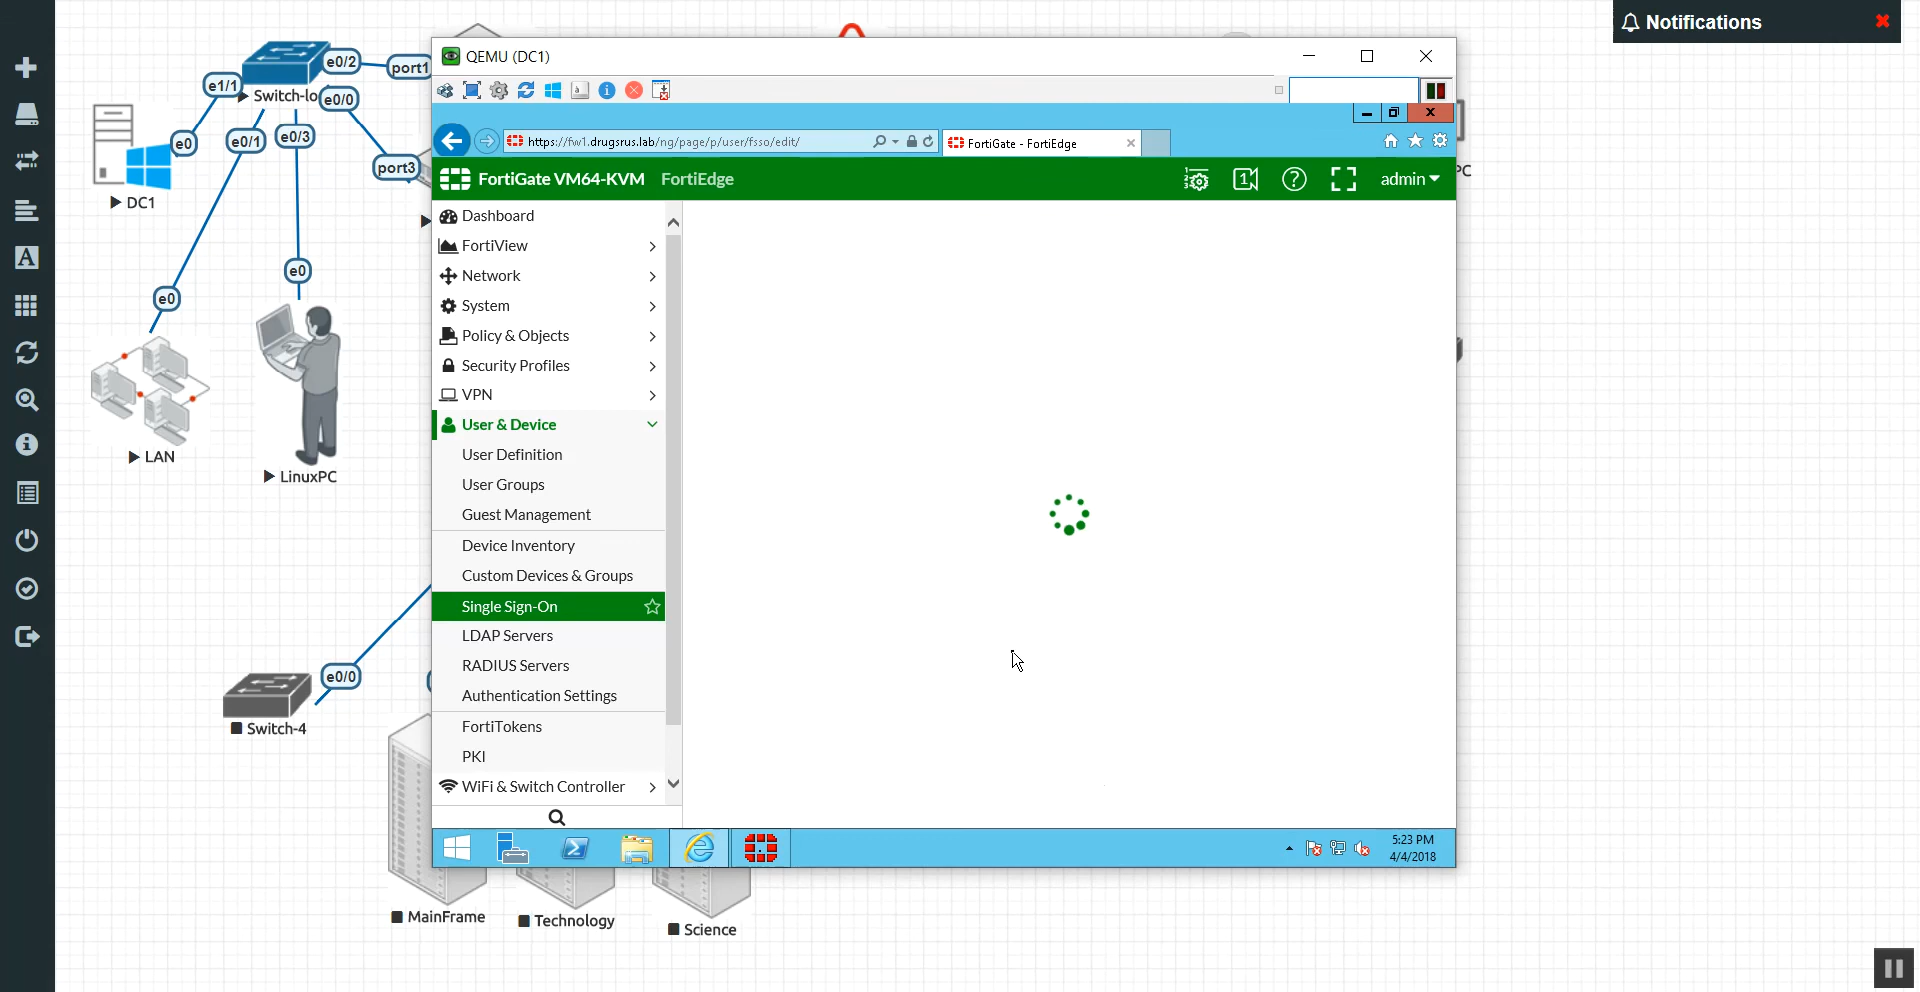 Notifications
QEMU (DC1)
e0/2
port1
e1/1
Switch-lo
e0/0
e0/1
e0/3
e0
port3
DC1
PC
https://fw1.drugsrus.lab/ng/page/p/user/fsso/edit/
FortiGate - FortiEdge
FortiGate VM64-KVM
FortiEdge
admin
Dashboard
FortiView
Network
System
Policy & Objects
Security Profiles
VPN
User & Device
User Definition
User Groups
Guest Management
Device Inventory
Custom Devices & Groups
Single Sign-On
LDAP Servers
RADIUS Servers
Authentication Settings
FortiTokens
PKI
WiFi & Switch Controller
e0
e0
LAN
LinuxPC
e0/0
Switch-4
5:23 PM
4/4/2018
MainFrame
Technology
Science